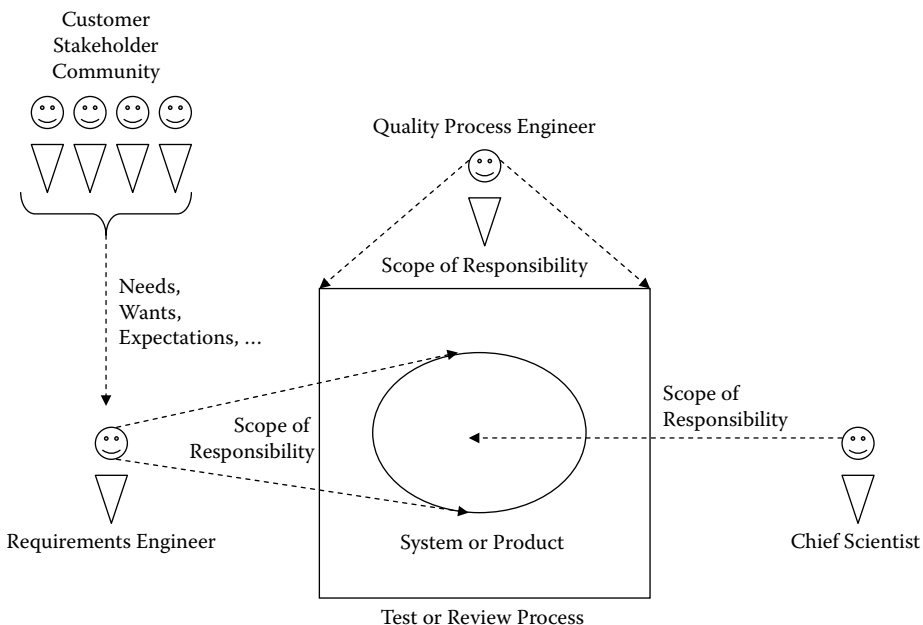 Customer
Stakeholder
Community
Quality Process Engineer
Scope of Responsibility
Needs,
Wants,
Expectations, ...
Scope of
Responsibility
Scope of
Responsibility
Requirements Engineer
System or Product
Chief Scientist
Test or Review Process